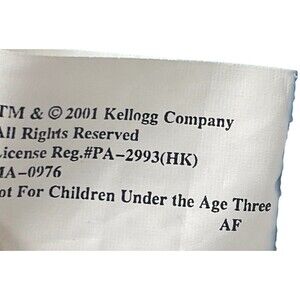 TM & © 2001 Kellogg Company
All Rights Reserved
License Reg.#PA-2993(HK)
MA-0976
ot For Children Under the Age Three
AF